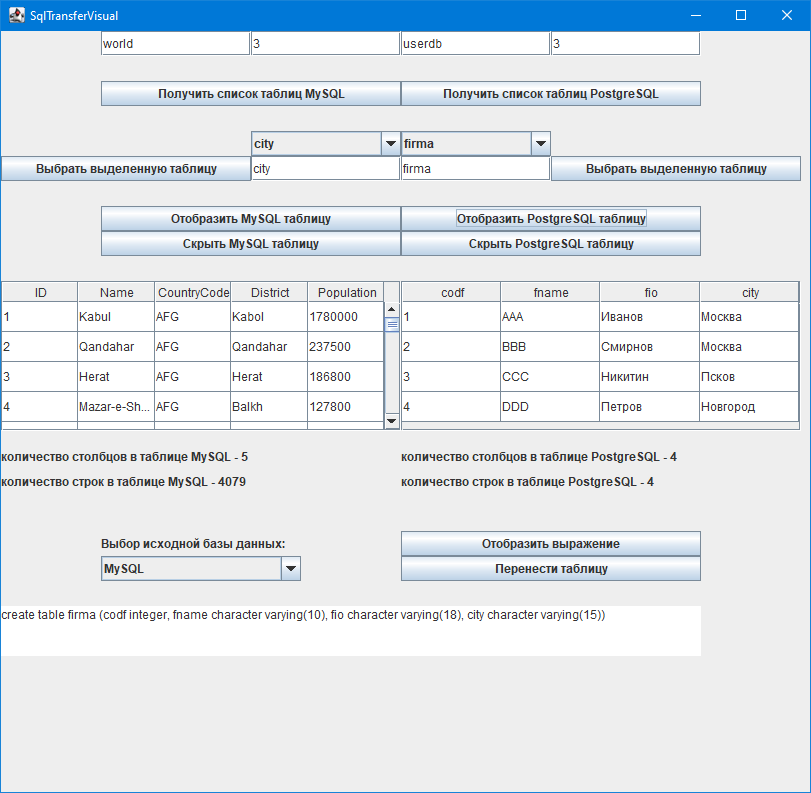 SqlTransferVisual
world 3 userdb 3
Получить список таблиц MySQL Получить список таблиц PostgreSQL
city firma
Выбрать выделенную таблицу city firma Выбрать выделенную таблицу
Отобразить MySQL таблицу Отобразить PostgreSQL таблицу
Скрыть MySQL таблицу Скрыть PostgreSQL таблицу
ID Name CountryCode District Population codf fname fio city
1 Kabul AFG Kabol 1780000 1 AAA Иванов Москва
2 Qandahar AFG Qandahar 237500 2 BBB Смирнов Москва
3 Herat AFG Herat 186800 3 CCC Никитин Псков
4 Mazar-e-Sh... AFG Balkh 127800 4 DDD Петров Новгород
количество столбцов в таблице MySQL - 5 количество столбцов в таблице PostgreSQL - 4
количество строк в таблице MySQL - 4079 количество строк в таблице PostgreSQL - 4
Выбор исходной базы данных: Отобразить выражение
MySQL Перенести таблицу
create table firma (codf integer, fname character varying(10), fio character varying(18), city character varying(15))